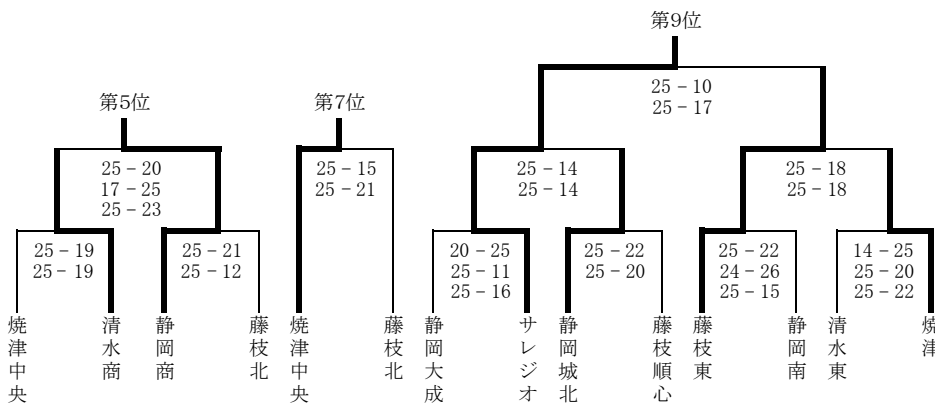 第9位
25-10
25-17
第5位
第7位
25-20
17-25
25-23
25-15
25-21
25-14
25-14
25-18
25-18
25-19
25-19
25-21
25-12
20-25
25-11
25-16
25-22
25-20
25-22
24-26
25-15
14-25
25-20
25-22
焼津中央
清水商
静岡商
藤枝北
焼津中央
藤枝北
静岡大成
サレジオ
静岡城北
藤枝順心
藤枝東
静岡南
清水東
焼津